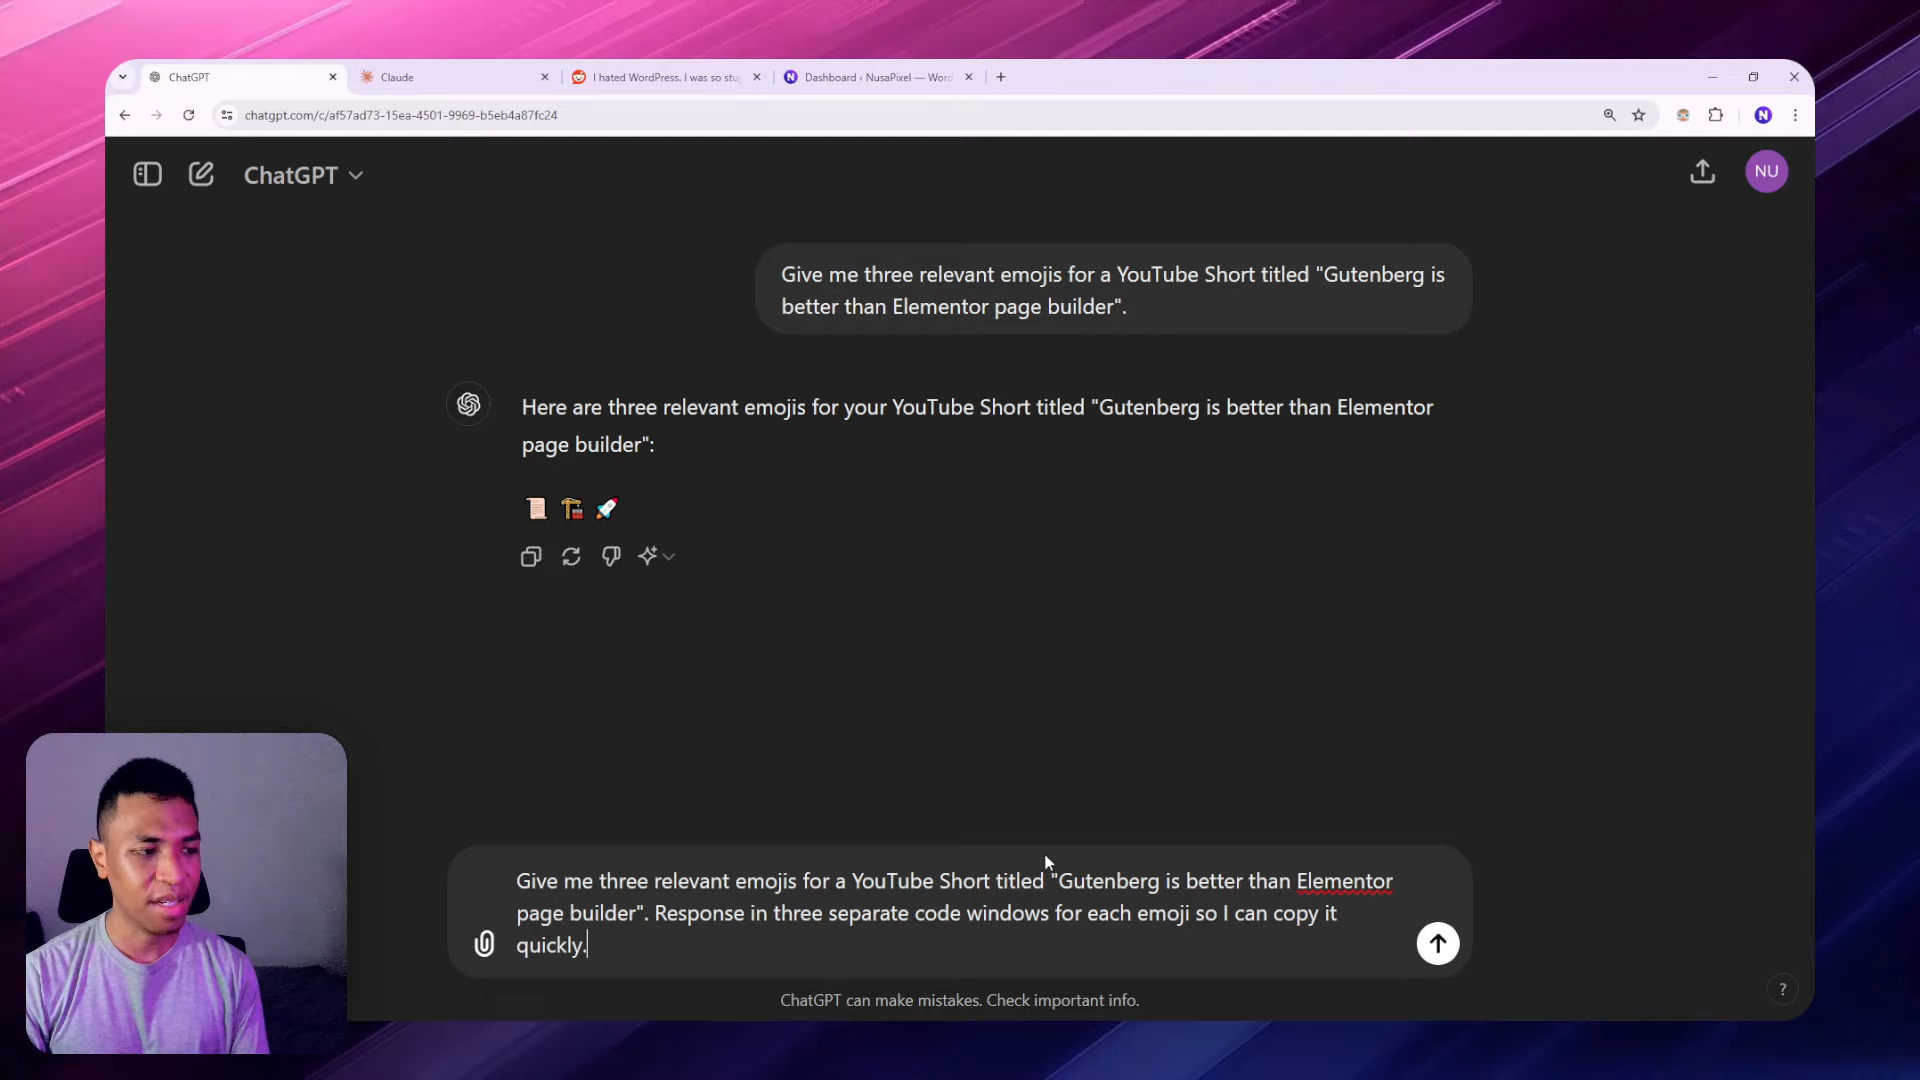 ChatGPT
Claude
I hated WordPress. I was so stu
Dashboard ‹ NusaPixel — Word
chatgpt.com/c/af57ad73-15ea-4501-9969-b5eb4a87fc24
N
ChatGPT
NU
Give me three relevant emojis for a YouTube Short titled "Gutenberg is
better than Elementor page builder".
Here are three relevant emojis for your YouTube Short titled "Gutenberg is better than Elementor
page builder":
📜 🏗️ 🚀
Give me three relevant emojis for a YouTube Short titled "Gutenberg is better than Elementor
page builder". Response in three separate code windows for each emoji so I can copy it
quickly.
ChatGPT can make mistakes. Check important info.
?